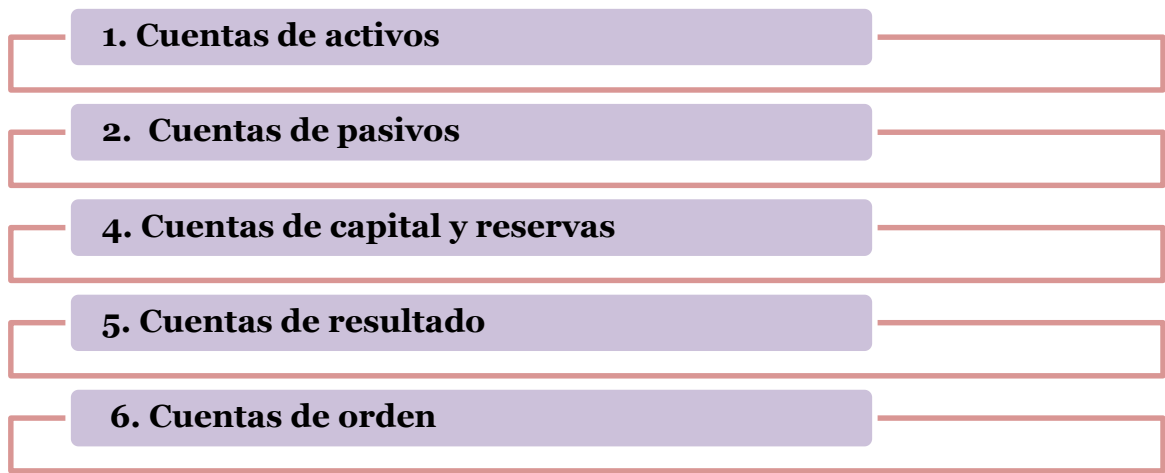 1. Cuentas de activos
2. Cuentas de pasivos
4. Cuentas de capital y reservas
5. Cuentas de resultado
6. Cuentas de orden